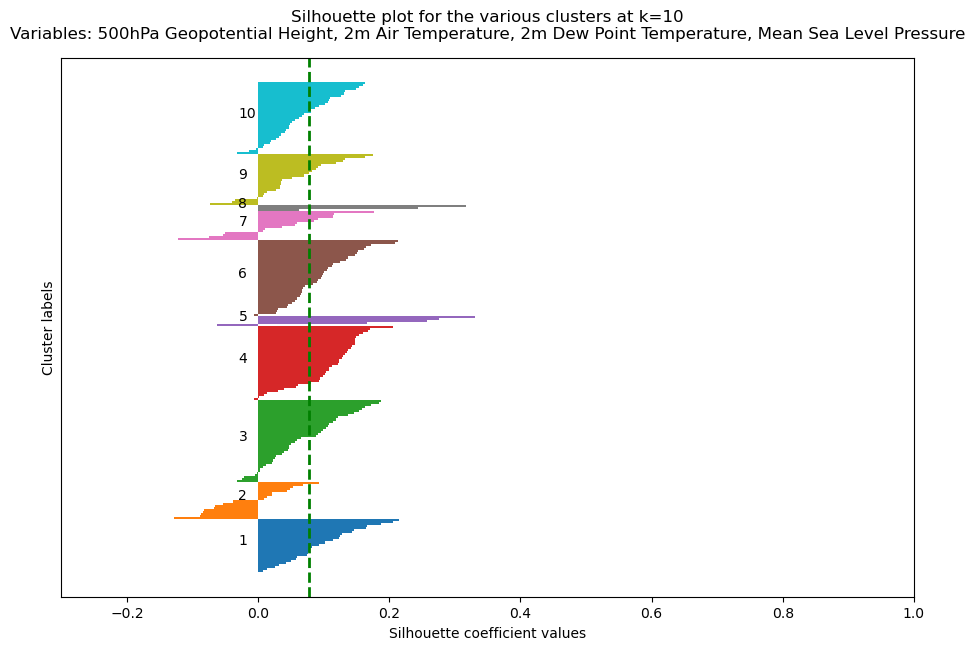 Silhouette plot for the various clusters at k=10
Variables: 500hPa Geopotential Height, 2m Air Temperature, 2m Dew Point Temperature, Mean Sea Level Pressure
10
9
8
7
6
5
4
3
2
1
Cluster labels
−0.2 0.0 0.2 0.4 0.6 0.8 1.0
Silhouette coefficient values